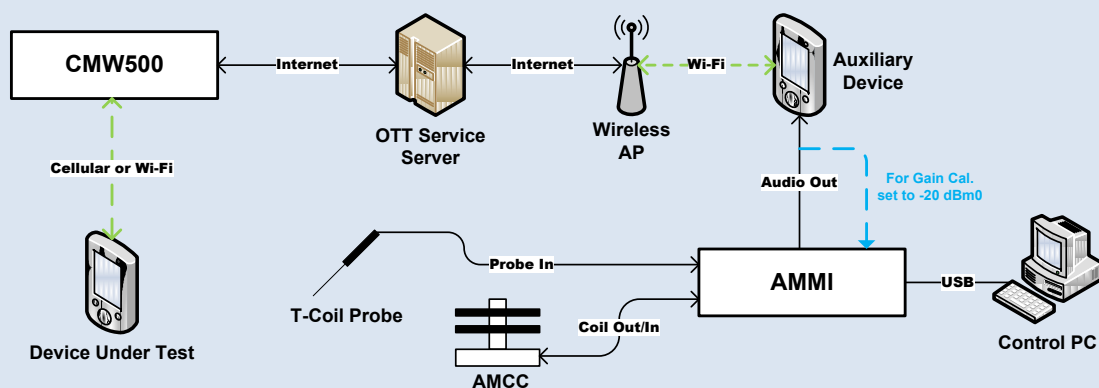 CMW500
Internet
OTT Service
Server
Internet
Wireless
AP
Wi-Fi
Auxiliary
Device
Cellular or Wi-Fi
Device Under Test
Audio Out
For Gain Cal.
set to -20 dBm0
T-Coil Probe
Probe In
AMCC
Coil Out/In
AMMI
USB
Control PC